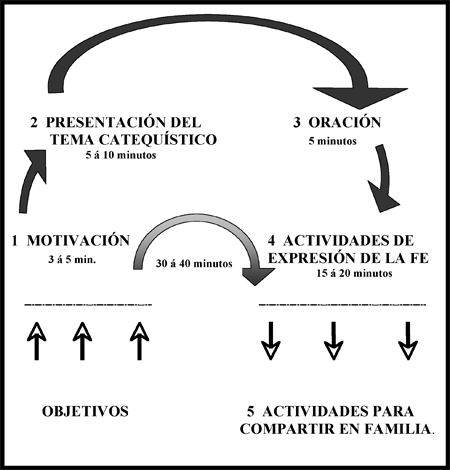 2 PRESENTACIÓN DEL
TEMA CATEQUÍSTICO
5 á 10 minutos
3 ORACIÓN
5 minutos
1 MOTIVACIÓN
3 á 5 min.
30 á 40 minutos
4 ACTIVIDADES DE
EXPRESIÓN DE LA FE
15 á 20 minutos
OBJETIVOS
5 ACTIVIDADES PARA
COMPARTIR EN FAMILIA.